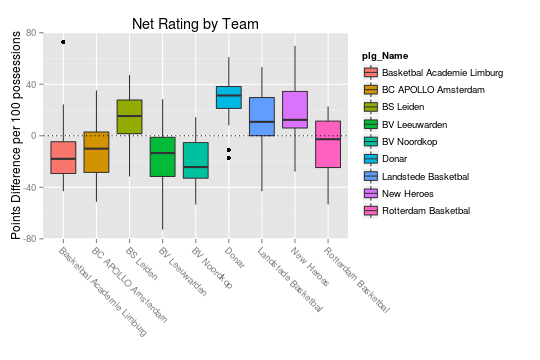 Net Rating by Team
Points Difference per 100 possessions
80
40
0
-40
-80
Basketbal Academie Limburg
BC APOLLO Amsterdam
BS Leiden
BV Leeuwarden
BV Noordkop
Donar
Landstede Basketbal
New Heroes
Rotterdam Basketbal
plg_Name
Basketbal Academie Limburg
BC APOLLO Amsterdam
BS Leiden
BV Leeuwarden
BV Noordkop
Donar
Landstede Basketbal
New Heroes
Rotterdam Basketbal